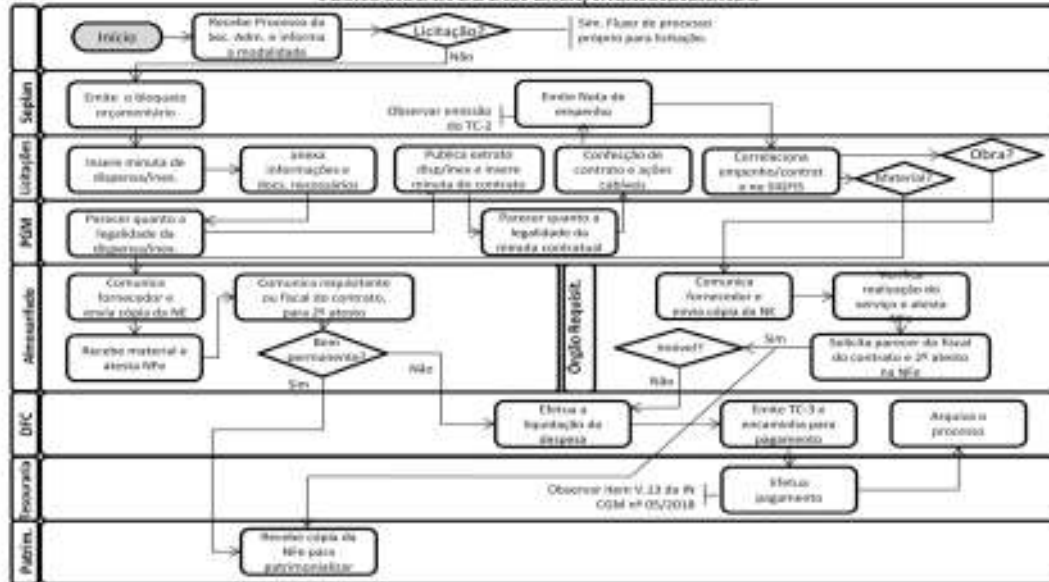 Início
Recebe Processo da
Sec. Adm. e informa
a modalidade
Licitação?
Sim. Fluxo de processo
próprio para licitação.
Não
Seplan
Emite o bloqueio
orçamentário
Observar emissão
do TC-2
Emite Nota de
empenho
Licitações
Insere minuta de
dispensa/inex.
anexa
informações e
docs. necessários
Publica extrato
disp/inex e insere
minuta do contrato
Confecção de
contrato e ações
cabíveis
Correlaciona
empenho/contrat
o no
Material?
Obra?
PGM
Parecer quanto a
legalidade da
dispensa/inex.
Parecer quanto a
legalidade da
minuta contratual
Almoxarifado
Comunica
fornecedor e
envia cópia da NE
Recebe material e
atesta NFe
Comunica requisitante
ou fiscal do contrato,
para 2º atesto
Bem
permanente?
Sim
Não
Órgão Requisit.
Comunica
fornecedor e
envia cópia da NE
Verifica
realização do
serviço e atesta
Solicita parecer do fiscal
do contrato e 2º atesto
na NFe
Imóvel?
Sim
Não
DFC
Efetua a
liquidação da
despesa
Emite TC-3 e
encaminha para
pagamento
Arquiva o
processo
Tesouraria
Observar item V.13 da IN
CGM nº 05/2018
Efetua
pagamento
Patrim.
Recebe cópia da
NFe para
patrimonializar